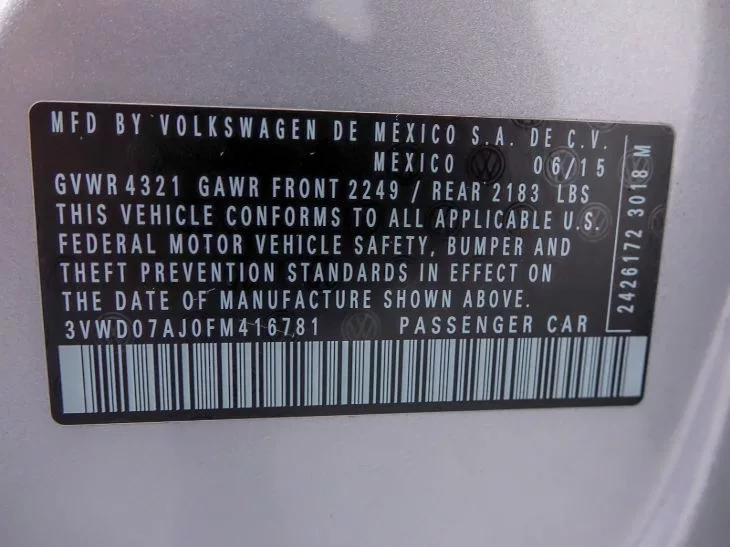 MFD BY VOLKSWAGEN DE MEXICO S.A. DE C.V.
MEXICO 06/15
GVWR 4321 GAWR FRONT 2249 / REAR 2183 LBS
THIS VEHICLE CONFORMS TO ALL APPLICABLE U.S.
FEDERAL MOTOR VEHICLE SAFETY, BUMPER AND
THEFT PREVENTION STANDARDS IN EFFECT ON
THE DATE OF MANUFACTURE SHOWN ABOVE.
3VWD07AJ0FM416781 PASSENGER CAR
2426172 3018 M